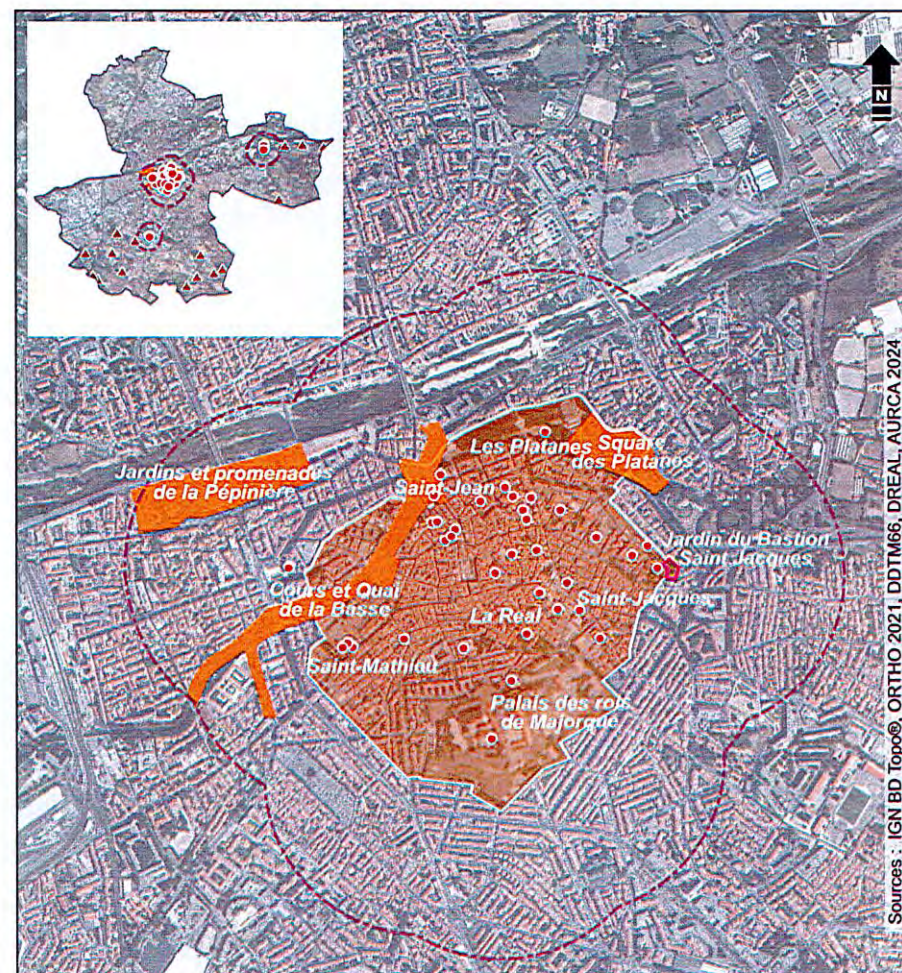 N
Les Platanes
Square
des Platanes
Jardins et promenades
de la Pépinière
Saint-Jean
Jardin du Bastion
Saint Jacques
Cours et Quai
de la Basse
Saint-Jacques
La Real
Saint-Mathieu
Palais des rois
de Majorque
Sources : IGN BD Topo®, ORTHO 2021, DDTM66, DREAL, AURCA 2024